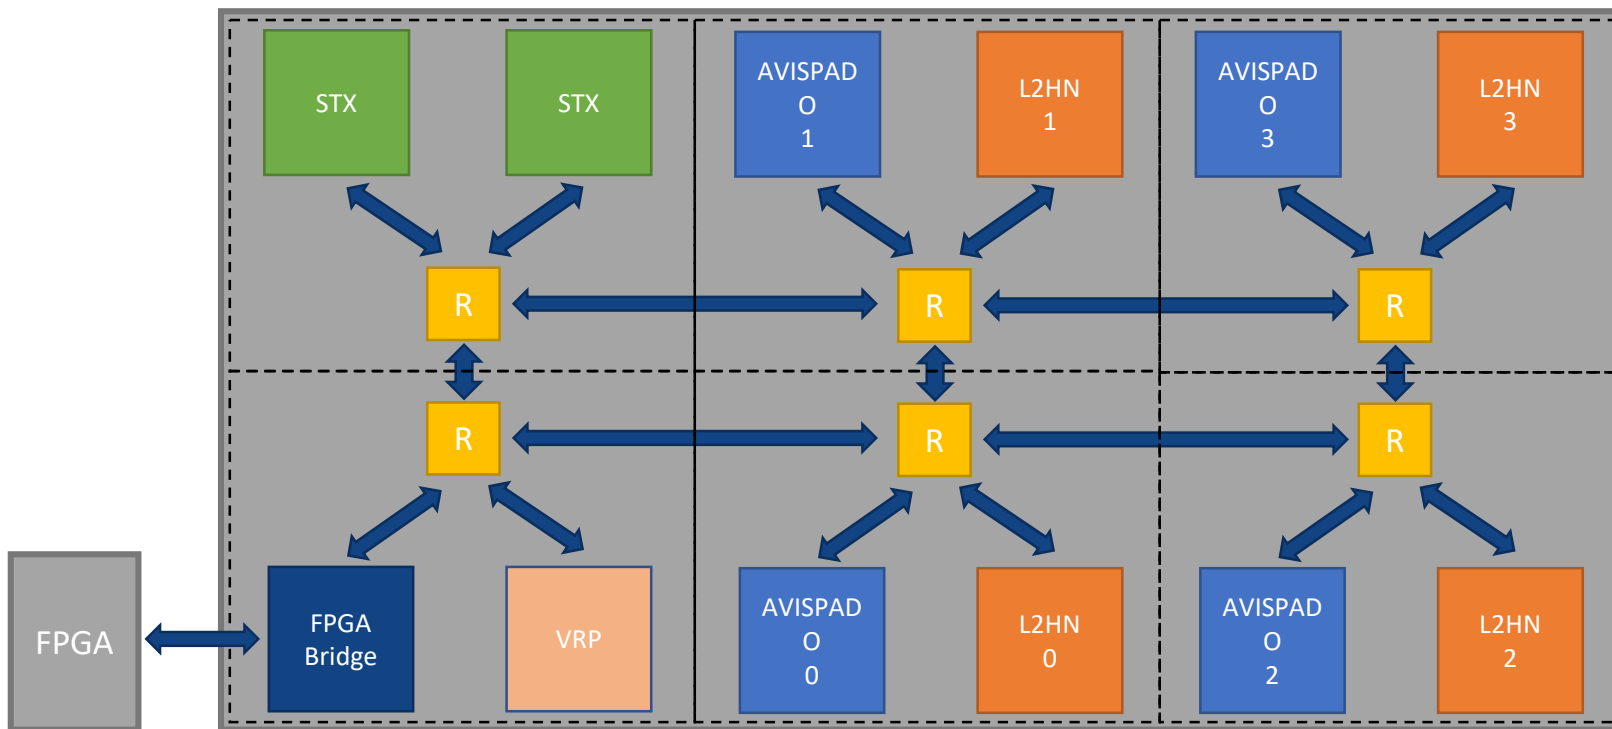 STX
STX
AVISPAD
O
1
L2HN
1
AVISPAD
O
3
L2HN
3
R
R
R
R
R
R
FPGA
FPGA
Bridge
VRP
AVISPAD
O
0
L2HN
0
AVISPAD
O
2
L2HN
2